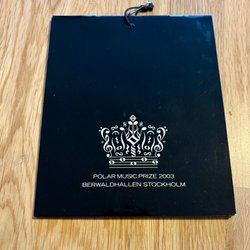 POLAR MUSIC PRIZE 2003
BERWALDHALLEN STOCKHOLM